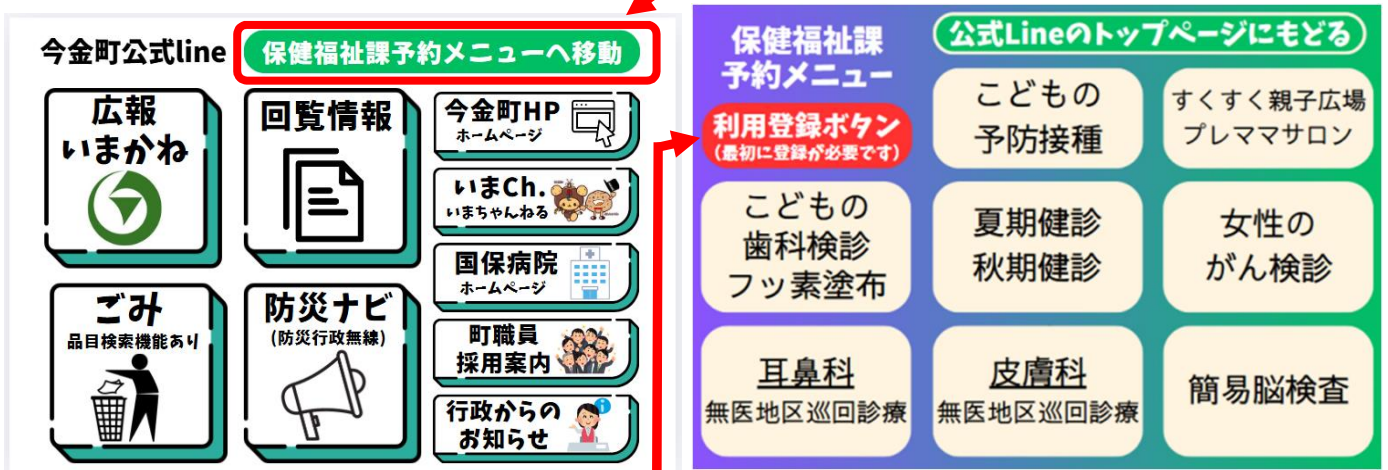 今金町公式line
保健福祉課予約メニューへ移動
広報
いまかね
回覧情報
今金町HP
ホームページ
いまCh.
いまちゃんねる
国保病院
ホームページ
ごみ
品目検索機能あり
防災ナビ
(防災行政無線)
町職員
採用案内
行政からの
お知らせ
保健福祉課
予約メニュー
公式Lineのトップページにもどる
利用登録ボタン
(最初に登録が必要です)
こどもの
予防接種
すくすく親子広場
プレママサロン
こどもの
歯科検診
フッ素塗布
夏期健診
秋期健診
女性の
がん検診
耳鼻科
無医地区巡回診療
皮膚科
無医地区巡回診療
簡易脳検査